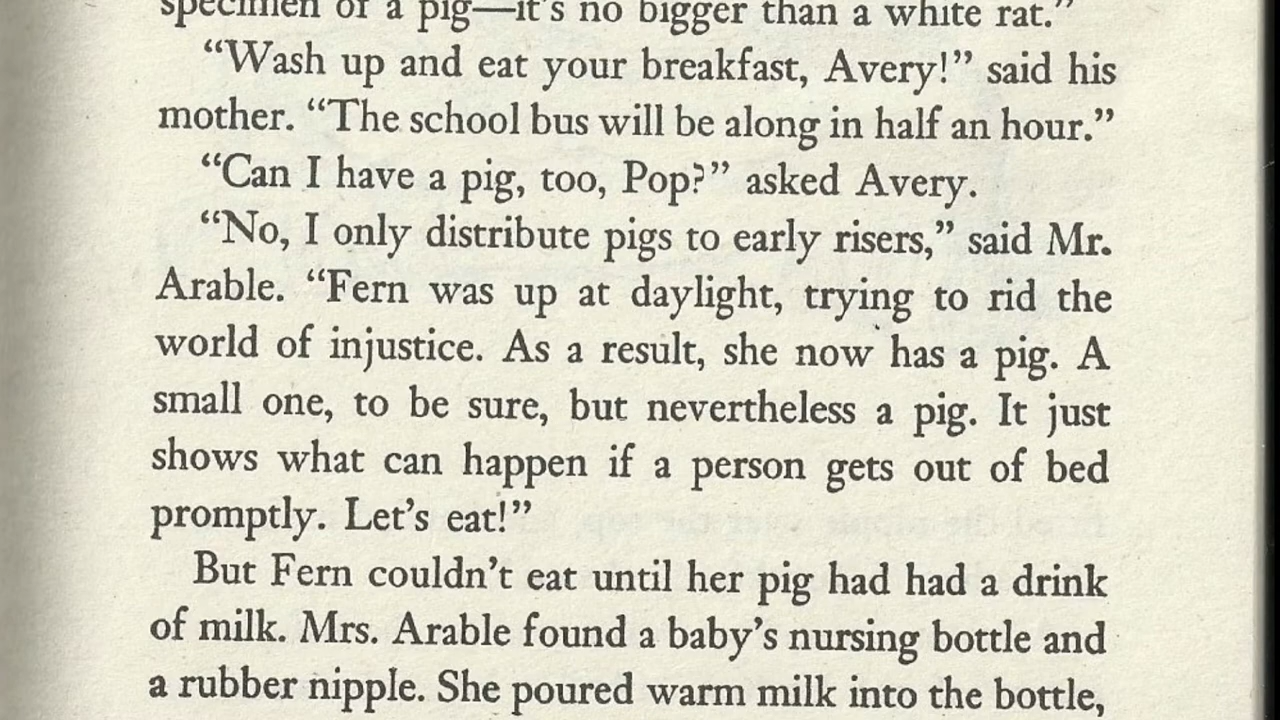 specimen of a pig—it's no bigger than a white rat."
"Wash up and eat your breakfast, Avery!" said his
mother. "The school bus will be along in half an hour."
"Can I have a pig, too, Pop?" asked Avery.
"No, I only distribute pigs to early risers," said Mr.
Arable. "Fern was up at daylight, trying to rid the
world of injustice. As a result, she now has a pig. A
small one, to be sure, but nevertheless a pig. It just
shows what can happen if a person gets out of bed
promptly. Let's eat!"
But Fern couldn't eat until her pig had had a drink
of milk. Mrs. Arable found a baby's nursing bottle and
a rubber nipple. She poured warm milk into the bottle,